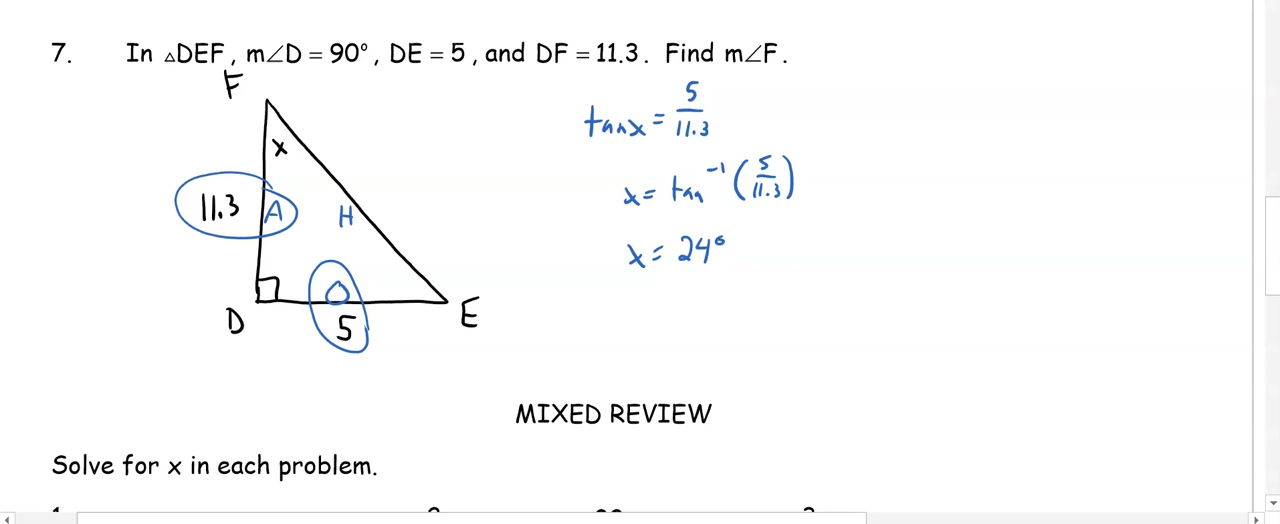 7. In △DEF, m∠D = 90°, DE = 5, and DF = 11.3. Find m∠F.
F
x
11.3 A H
O
D 5 E
tan x = 5/11.3
x = tan⁻¹(5/11.3)
x = 24°
MIXED REVIEW
Solve for x in each problem.